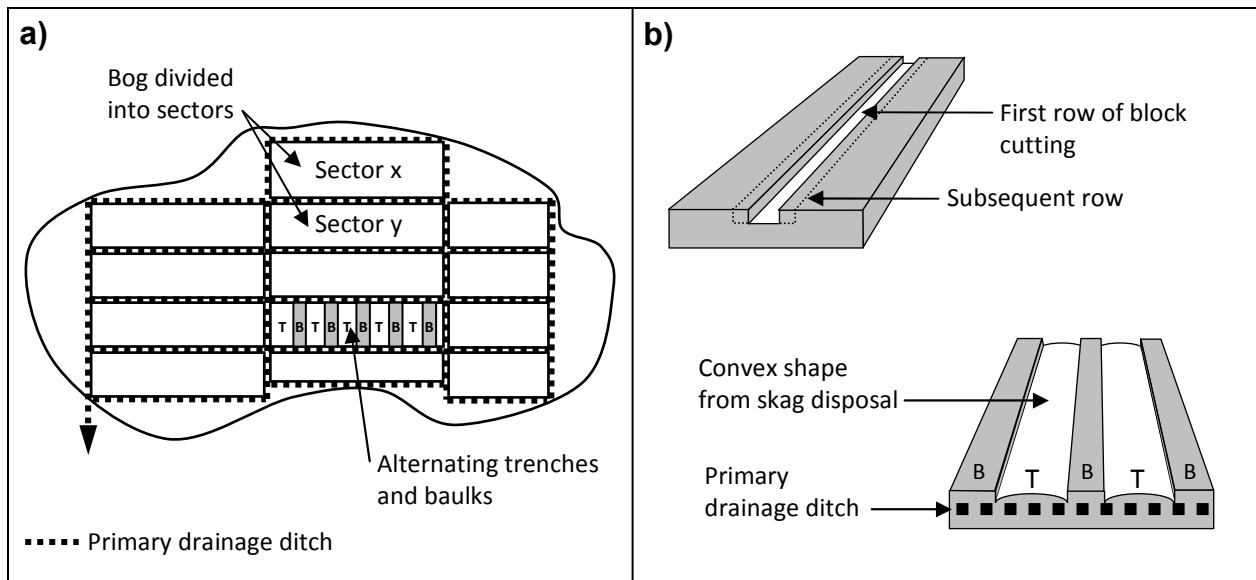 a)
Bog divided
into sectors
Sector x
Sector y
T B T B T B T B T B
Alternating trenches
and baulks
Primary drainage ditch
b)
First row of block
cutting
Subsequent row
Convex shape
from skag disposal
B T B T B
Primary
drainage ditch